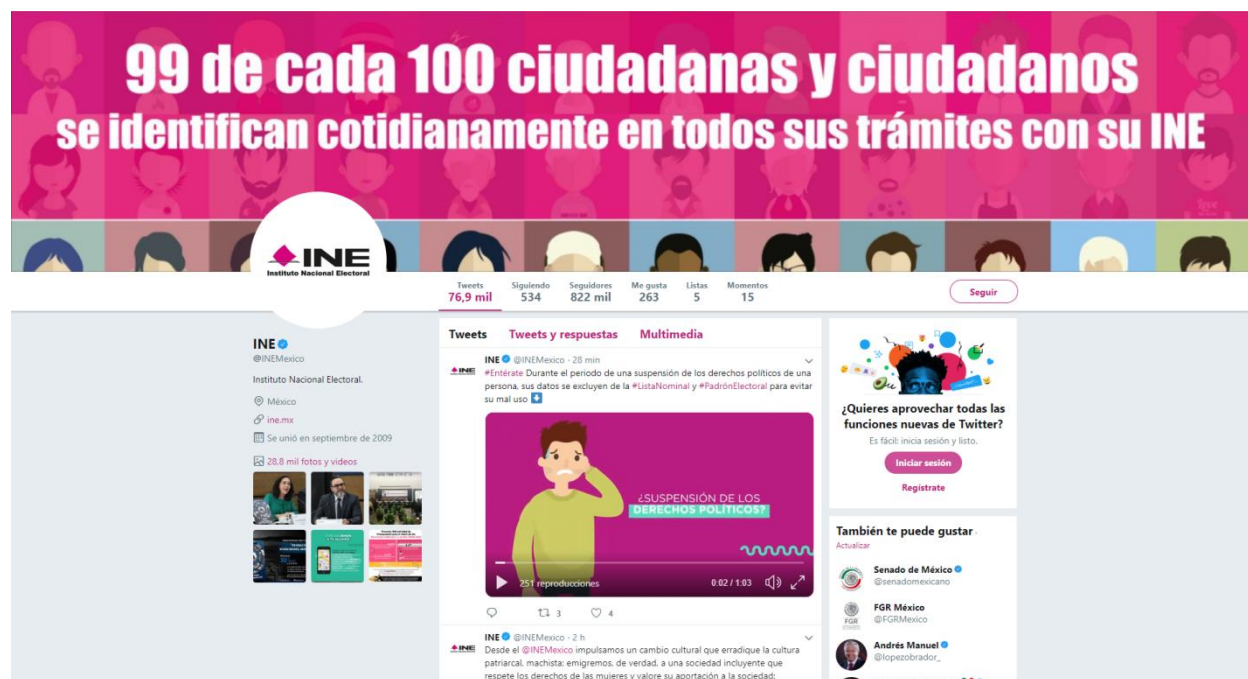 99 de cada 100 ciudadanas y ciudadanos
se identifican cotidianamente en todos sus trámites con su INE
INE
Instituto Nacional Electoral
Tweets
76,9 mil
Siguiendo
534
Seguidores
822 mil
Me gusta
263
Listas
5
Momentos
15
Seguir
INE
@INEMexico
Instituto Nacional Electoral.
México
ine.mx
Se unió en septiembre de 2009
28,8 mil fotos y videos
Tweets Tweets y respuestas Multimedia
INE
INE @INEMexico · 28 min
#Entérate Durante el periodo de una suspensión de los derechos políticos de una
persona, sus datos se excluyen de la #ListaNominal y #PadrónElectoral para evitar
su mal uso
¿SUSPENSIÓN DE LOS
DERECHOS POLÍTICOS?
251 reproducciones
0:02 / 1:03
3
4
INE
INE @INEMexico · 2 h
Desde el @INEMexico impulsamos un cambio cultural que erradique la cultura
patriarcal, machista; emigremos, de verdad, a una sociedad incluyente que
respete los derechos de las mujeres y valore su aportación a la sociedad:
¿Quieres aprovechar todas las
funciones nuevas de Twitter?
Es fácil: inicia sesión y listo.
Iniciar sesión
Regístrate
También te puede gustar ·
Actualizar
Senado de México
@senadomexicano
FGR
FGR México
@FGRMexico
Andrés Manuel
@lopezobrador_